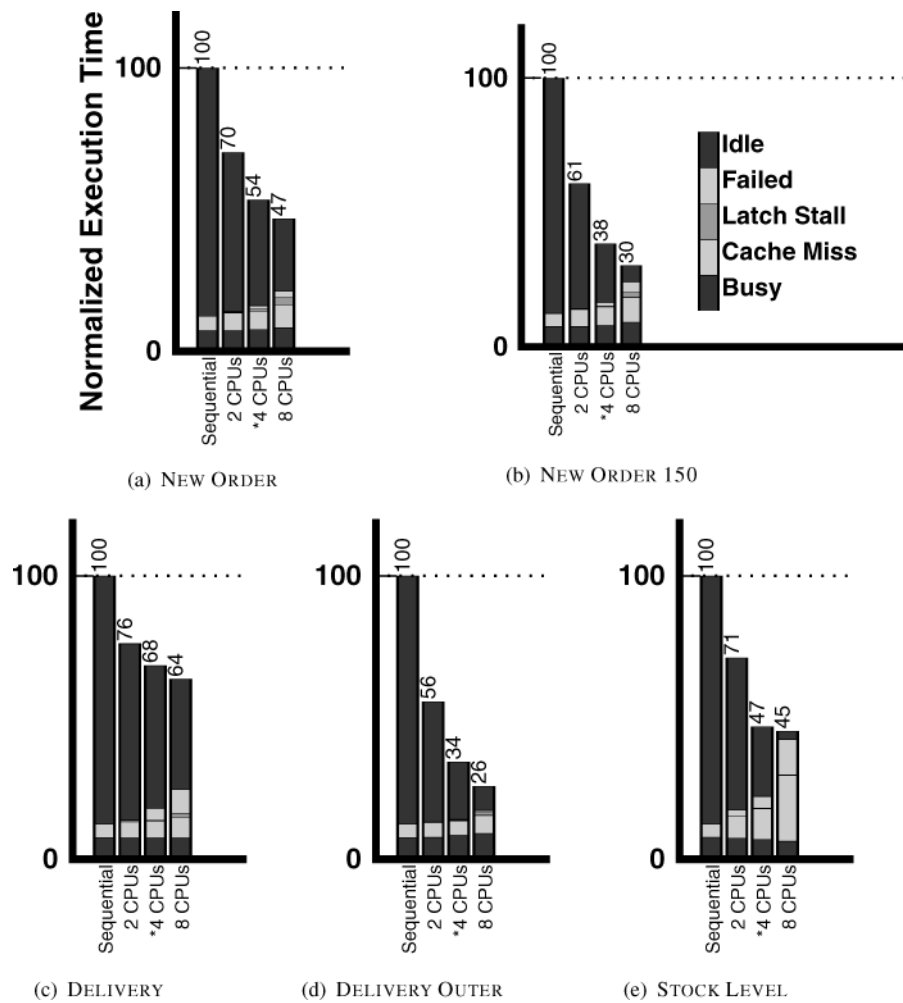 Normalized Execution Time
100
0
100
70
54
47
Sequential
2 CPUs
*4 CPUs
8 CPUs
(a) NEW ORDER
100
0
100
61
38
30
Idle
Failed
Latch Stall
Cache Miss
Busy
Sequential
2 CPUs
*4 CPUs
8 CPUs
(b) NEW ORDER 150
100
0
100
76
68
64
Sequential
2 CPUs
*4 CPUs
8 CPUs
(c) DELIVERY
100
0
100
56
34
26
Sequential
2 CPUs
*4 CPUs
8 CPUs
(d) DELIVERY OUTER
100
0
100
71
47
45
Sequential
2 CPUs
*4 CPUs
8 CPUs
(e) STOCK LEVEL